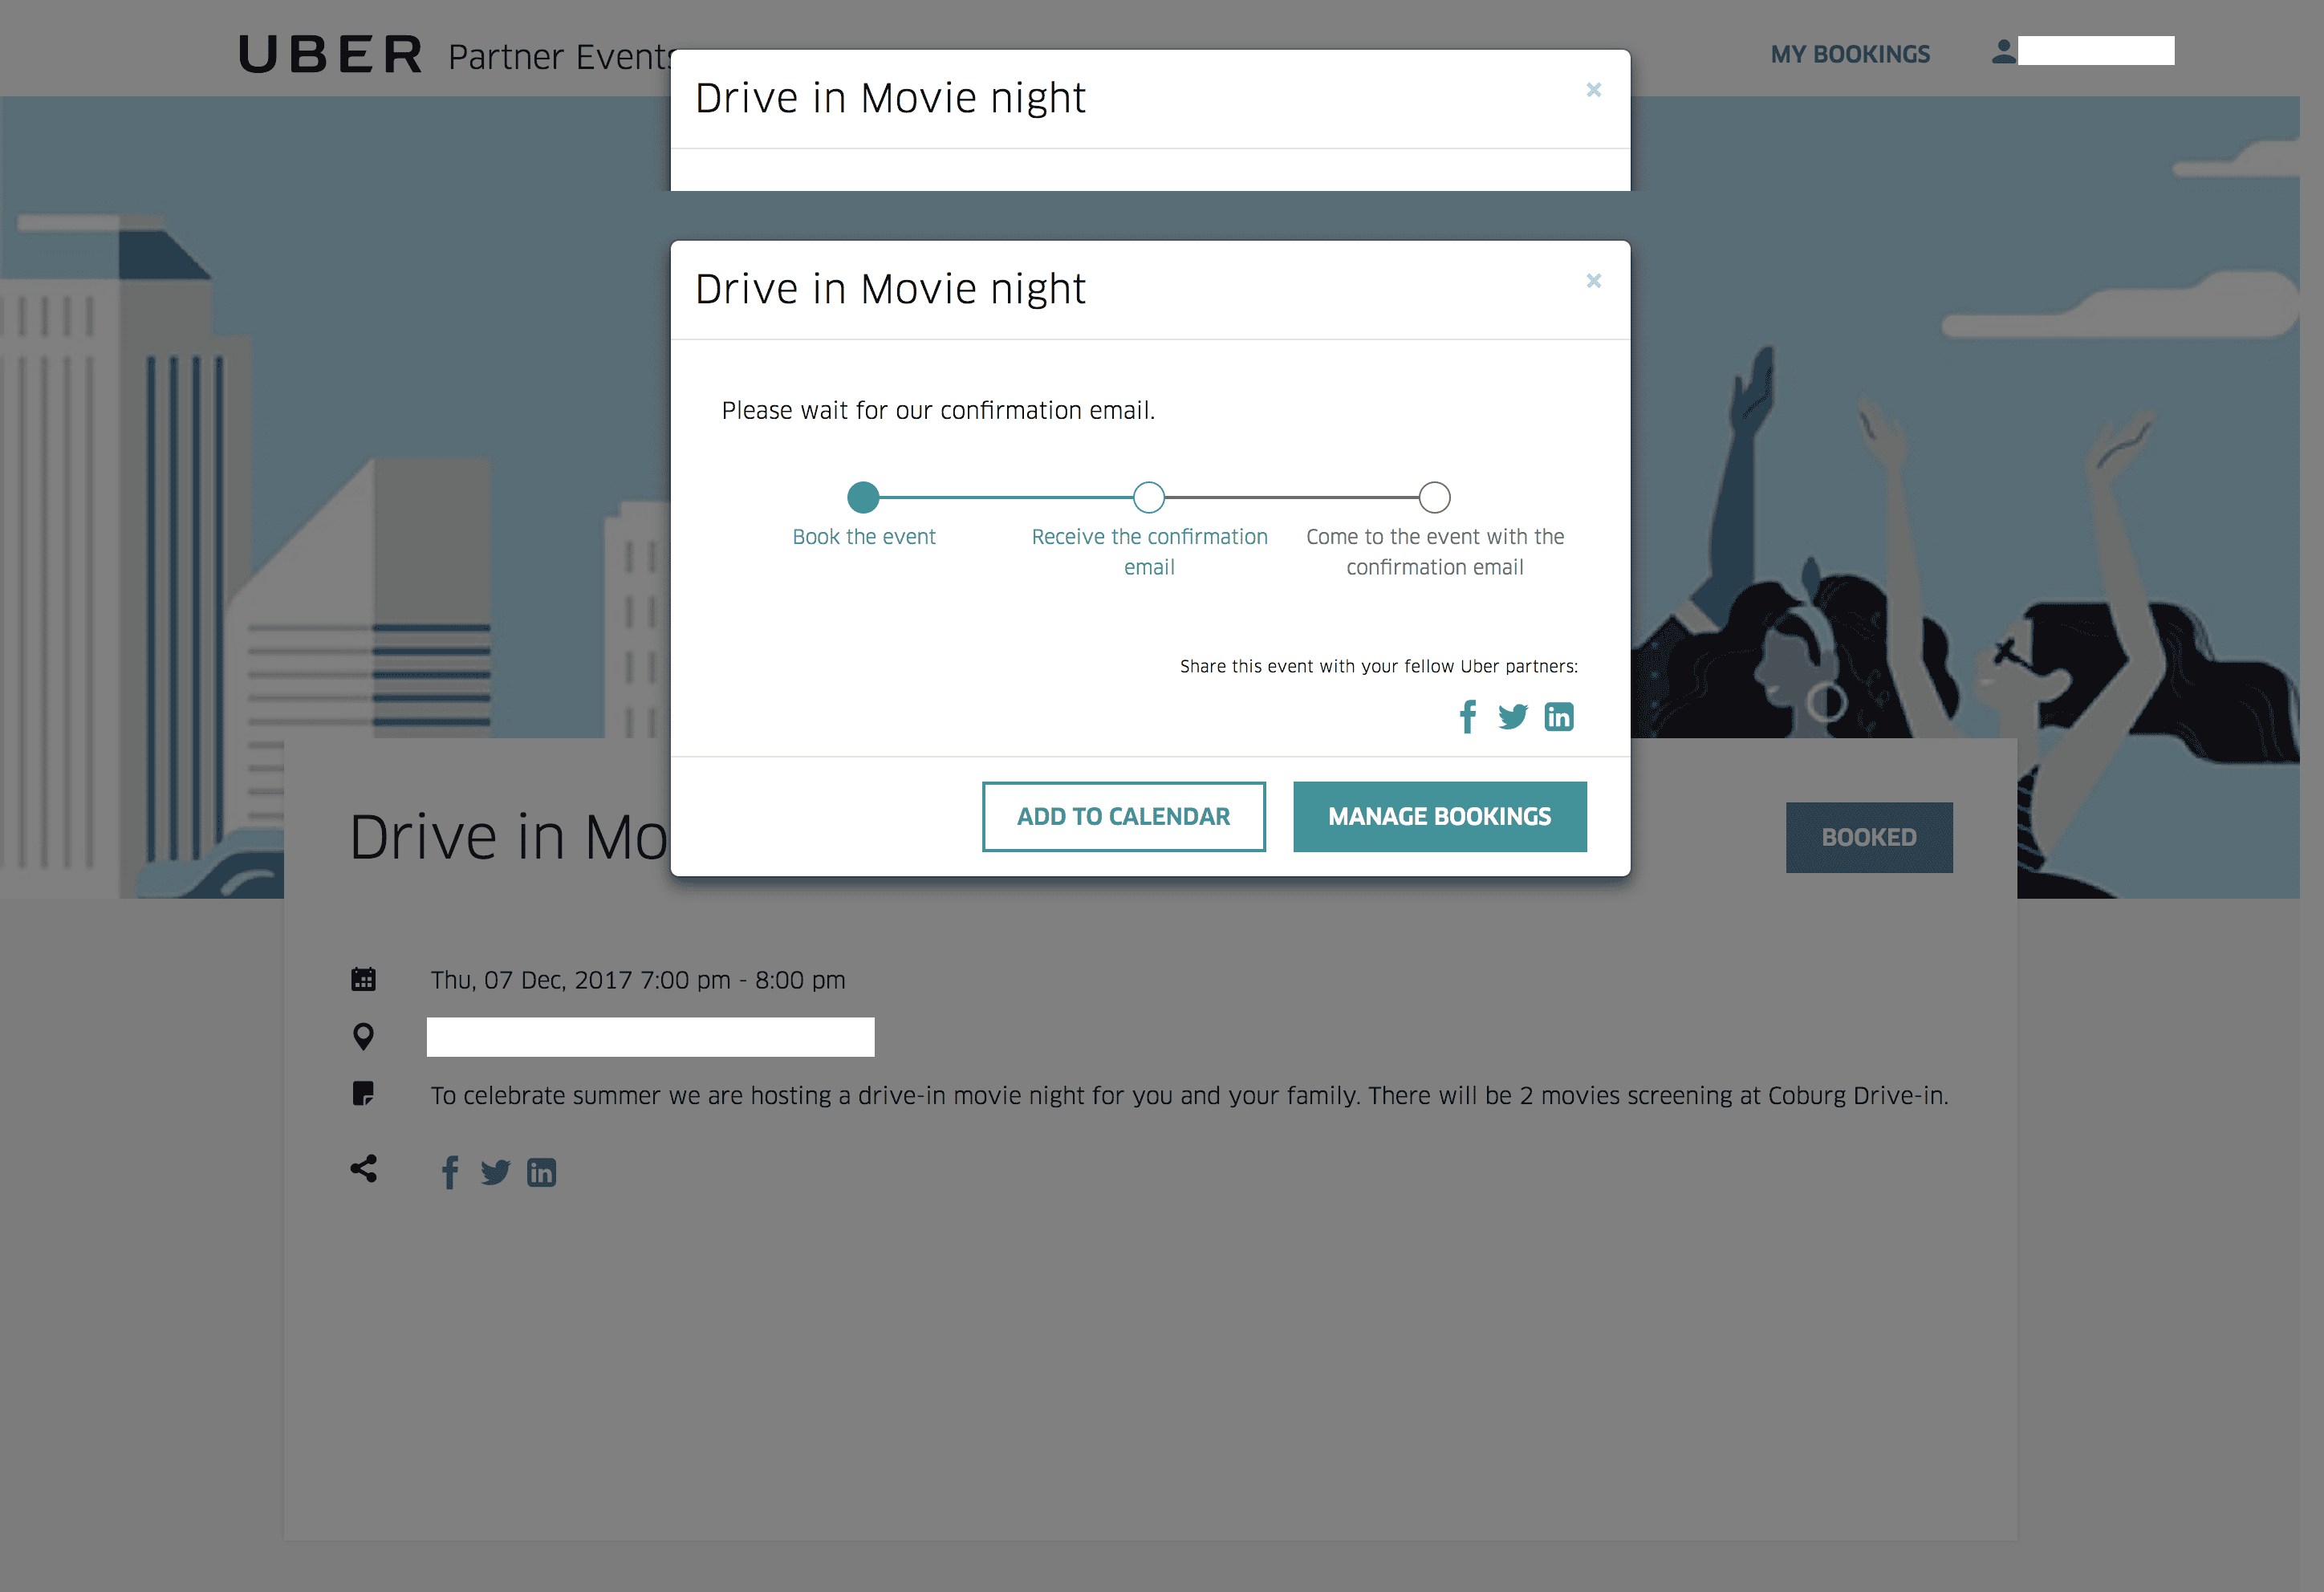 UBER Partner Events
MY BOOKINGS
Drive in Movie night
×
Drive in Movie night
×
Please wait for our confirmation email.
Book the event
Receive the confirmation
email
Come to the event with the
confirmation email
Share this event with your fellow Uber partners:
ADD TO CALENDAR
MANAGE BOOKINGS
Drive in Mo
BOOKED
Thu, 07 Dec, 2017 7:00 pm - 8:00 pm
To celebrate summer we are hosting a drive-in movie night for you and your family. There will be 2 movies screening at Coburg Drive-in.